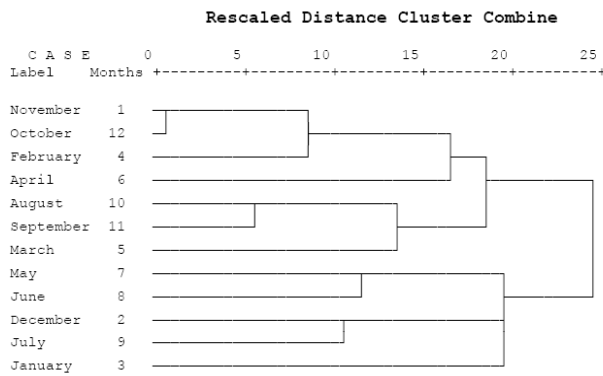 Rescaled Distance Cluster Combine
C A S E 0 5 10 15 20 25
Label Months +---------+---------+---------+---------+---------+
November 1
October 12
February 4
April 6
August 10
September 11
March 5
May 7
June 8
December 2
July 9
January 3